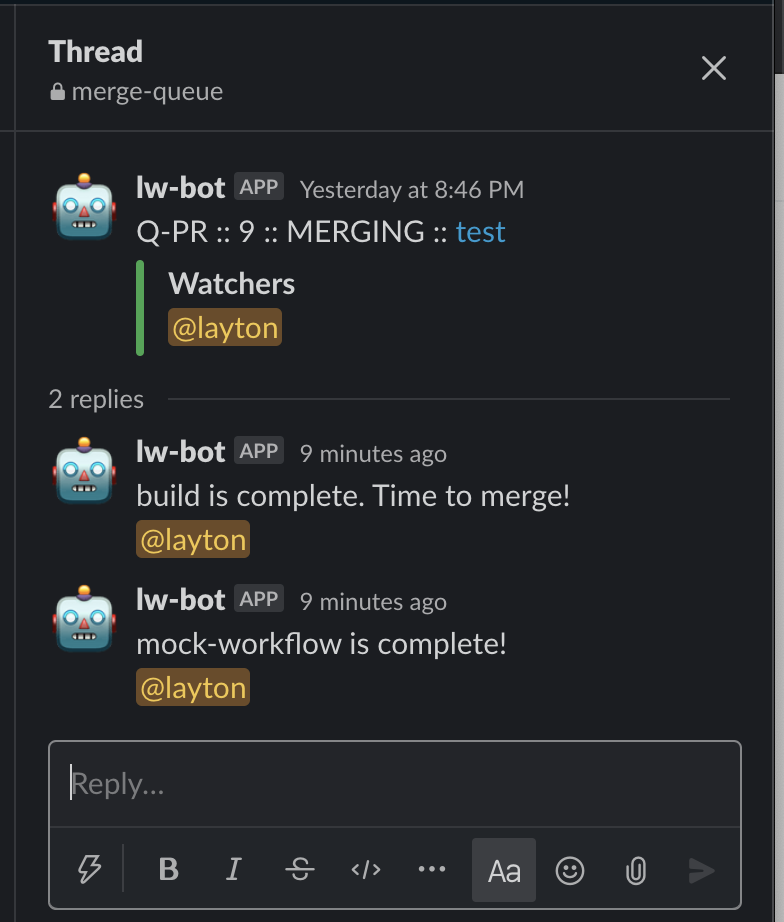 Thread
merge-queue
lw-bot APP Yesterday at 8:46 PM
Q-PR :: 9 :: MERGING :: test
Watchers
@layton
2 replies
lw-bot APP 9 minutes ago
build is complete. Time to merge!
@layton
lw-bot APP 9 minutes ago
mock-workflow is complete!
@layton
Reply...
B I S </> ... Aa